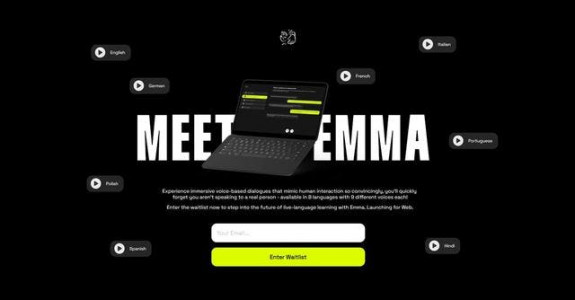 English
Italian
German
French
MEET EMMA
Portuguese
Polish
Experience immersive voice-based dialogues that mimic human interaction so convincingly, you'll quickly
forget you aren't speaking to a real person - available in 9 languages with 9 different voices each!
Enter the waitlist now to step into the future of live-language learning with Emma. Launching for Web.
Your Email...
Spanish
Hindi
Enter Waitlist